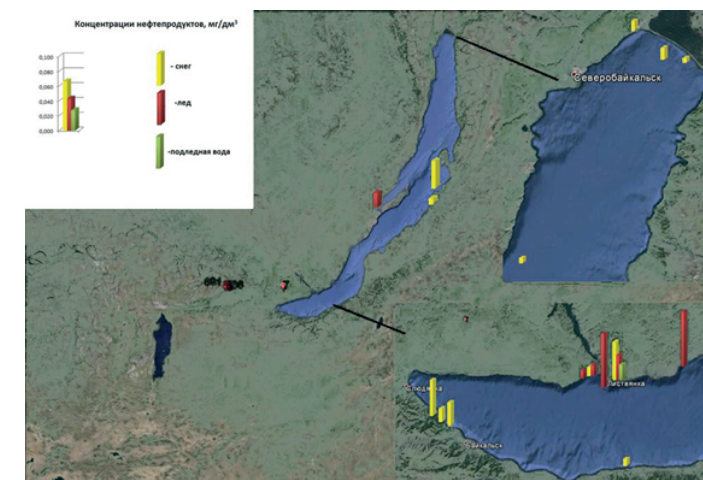 Концентрации нефтепродуктов, мг/дм³
0,100
0,080
0,060
0,040
0,020
0,000
- снег
-лед
-подледная вода
Северобайкальск
Слюдянка
Листвянка
Байкальск